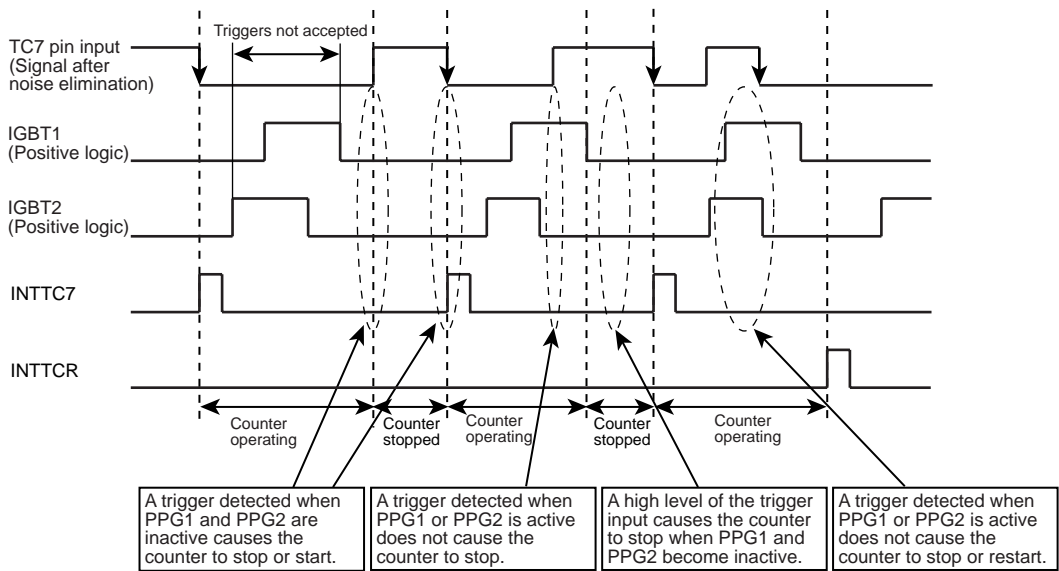 Triggers not accepted
TC7 pin input
(Signal after
noise elimination)
IGBT1
(Positive logic)
IGBT2
(Positive logic)
INTTC7
INTTCR
Counter
operating
Counter
stopped
Counter
operating
Counter
stopped
Counter
operating
A trigger detected when
PPG1 and PPG2 are
inactive causes the
counter to stop or start.
A trigger detected when
PPG1 or PPG2 is active
does not cause the
counter to stop.
A high level of the trigger
input causes the counter
to stop when PPG1 and
PPG2 become inactive.
A trigger detected when
PPG1 or PPG2 is active
does not cause the
counter to stop or restart.